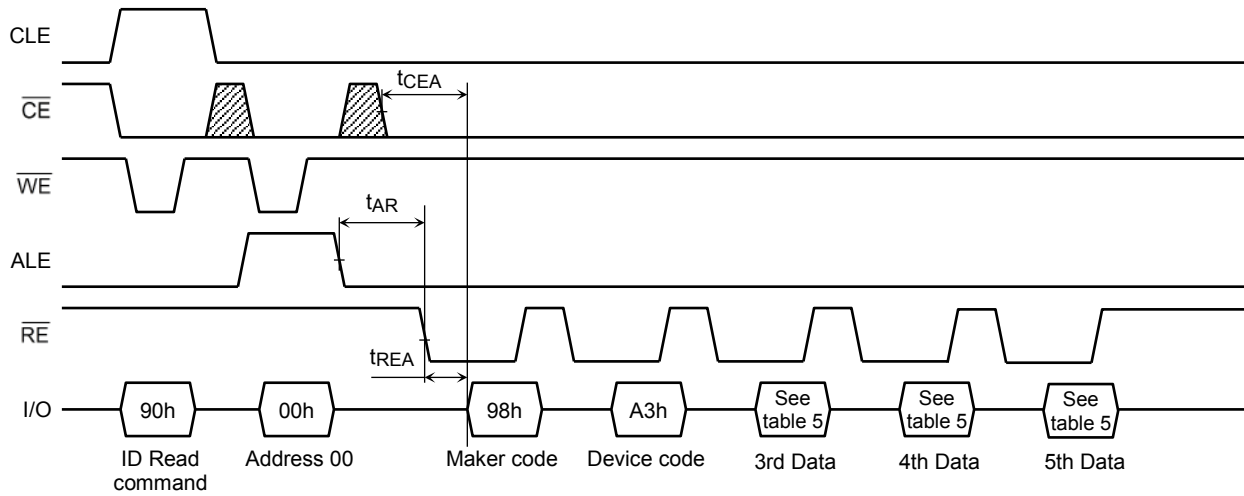 CLE
tCEA
CE
WE
tAR
ALE
RE
tREA
I/O
90h
00h
98h
A3h
See
table 5
See
table 5
See
table 5
ID Read
command
Address 00
Maker code
Device code
3rd Data
4th Data
5th Data